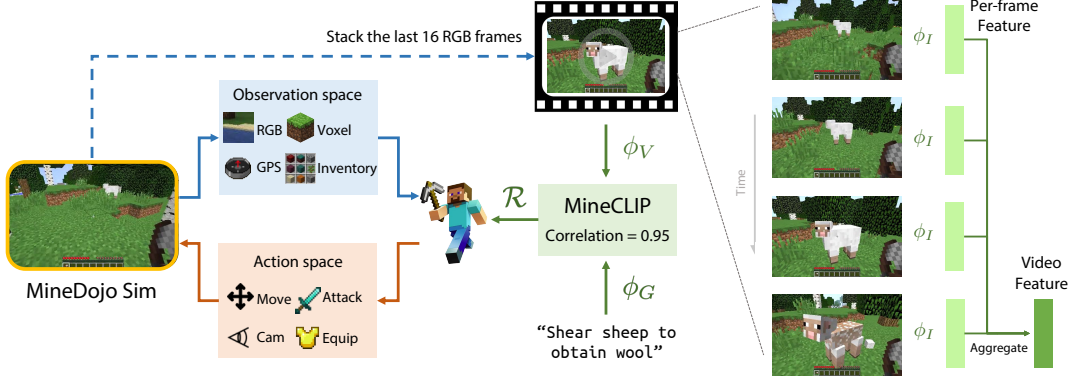 Stack the last 16 RGB frames
Observation space
RGB
Voxel
GPS
Inventory
MineDojo Sim
Action space
Move
Attack
Cam
Equip
ϕ_V
ℛ
MineCLIP
Correlation = 0.95
ϕ_G
“Shear sheep to
obtain wool”
Time
Per-frame
Feature
ϕ_I
ϕ_I
ϕ_I
ϕ_I
Video
Feature
Aggregate